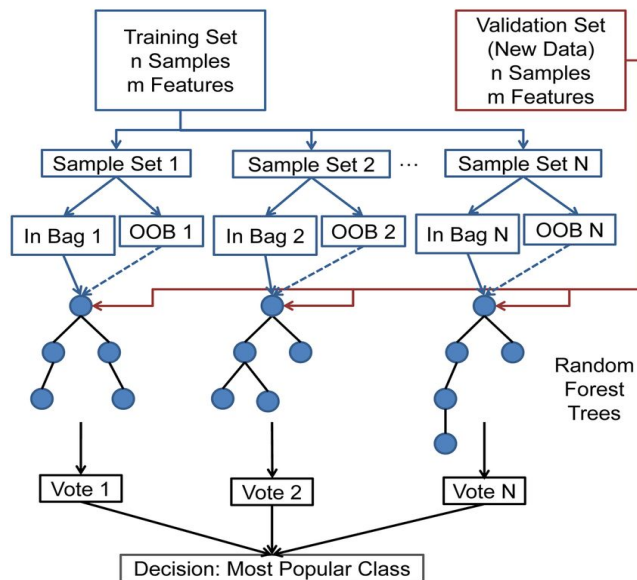 Training Set
n Samples
m Features
Validation Set
(New Data)
n Samples
m Features
Sample Set 1
Sample Set 2
...
Sample Set N
In Bag 1
OOB 1
In Bag 2
OOB 2
In Bag N
OOB N
Random
Forest
Trees
Vote 1
Vote 2
Vote N
Decision: Most Popular Class